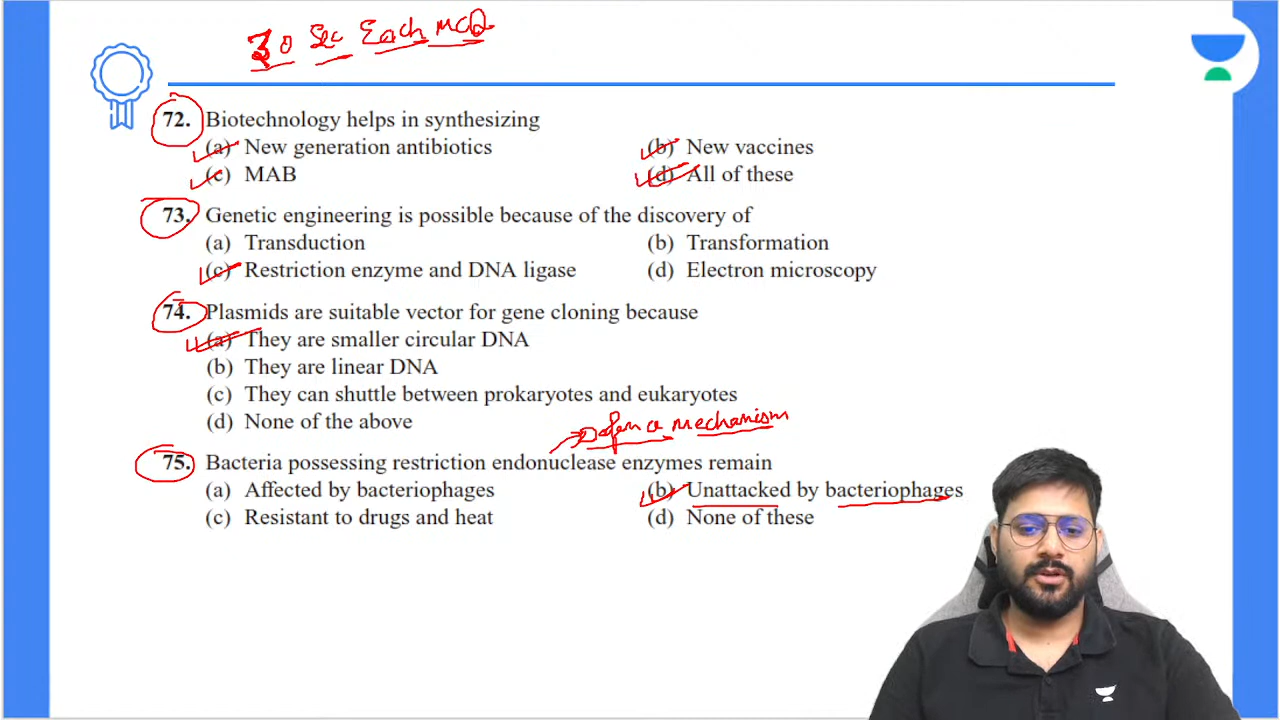 30 Sec Each MCQ
72. Biotechnology helps in synthesizing
(a) New generation antibiotics (b) New vaccines
(c) MAB (d) All of these
73. Genetic engineering is possible because of the discovery of
(a) Transduction (b) Transformation
(c) Restriction enzyme and DNA ligase (d) Electron microscopy
74. Plasmids are suitable vector for gene cloning because
(a) They are smaller circular DNA
(b) They are linear DNA
(c) They can shuttle between prokaryotes and eukaryotes
(d) None of the above
Defence mechanism
75. Bacteria possessing restriction endonuclease enzymes remain
(a) Affected by bacteriophages (b) Unattacked by bacteriophages
(c) Resistant to drugs and heat (d) None of these